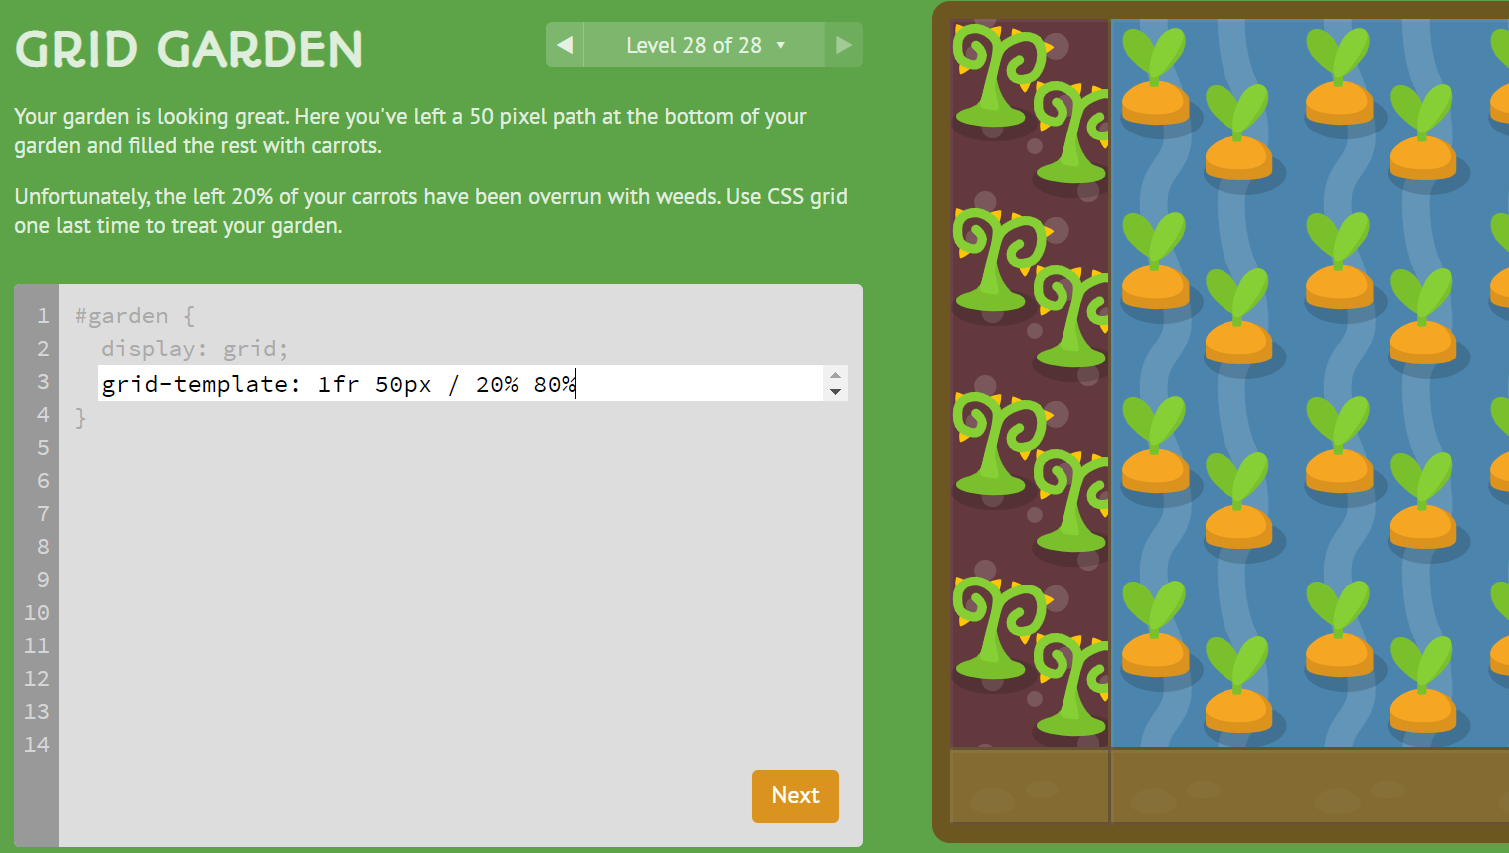 GRID GARDEN
◀ Level 28 of 28 ▼ ▶
Your garden is looking great. Here you've left a 50 pixel path at the bottom of your
garden and filled the rest with carrots.
Unfortunately, the left 20% of your carrots have been overrun with weeds. Use CSS grid
one last time to treat your garden.
1 #garden {
2 display: grid;
3 grid-template: 1fr 50px / 20% 80%
4 }
5
6
7
8
9
10
11
12
13
14
Next